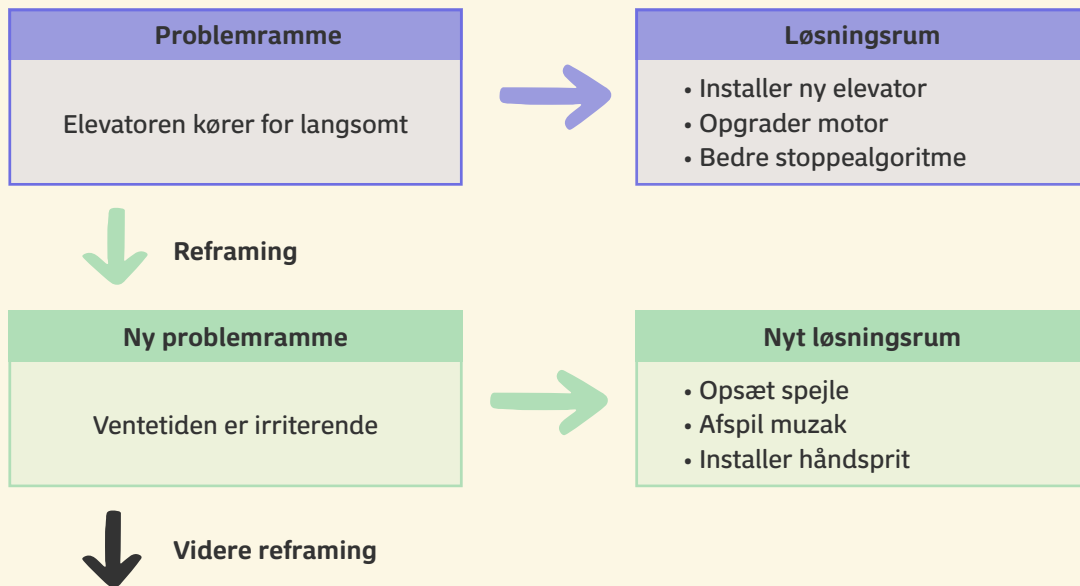 Problemramme
Elevatoren kører for langsomt
Løsningsrum
• Installer ny elevator
• Opgrader motor
• Bedre stoppealgoritme
Reframing
Ny problemramme
Ventetiden er irriterende
Nyt løsningsrum
• Opsæt spejle
• Afspil muzak
• Installer håndsprit
Videre reframing